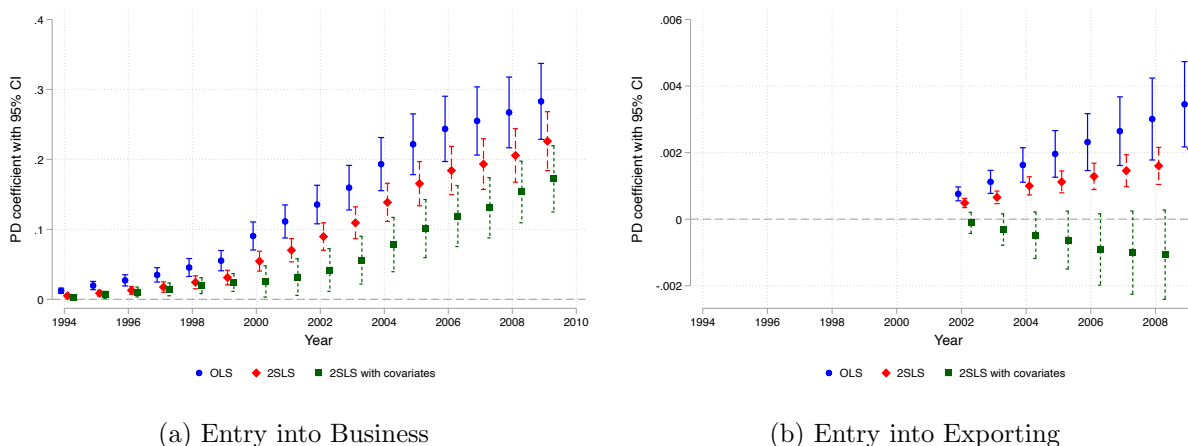 .4
.3
.2
.1
0
PD coefficient with 95% CI
1994 1996 1998 2000 2002 2004 2006 2008 2010
Year
OLS 2SLS 2SLS with covariates
(a) Entry into Business
.006
.004
.002
0
-.002
PD coefficient with 95% CI
1994 1996 1998 2000 2002 2004 2006 2008
Year
OLS 2SLS 2SLS with covariates
(b) Entry into Exporting